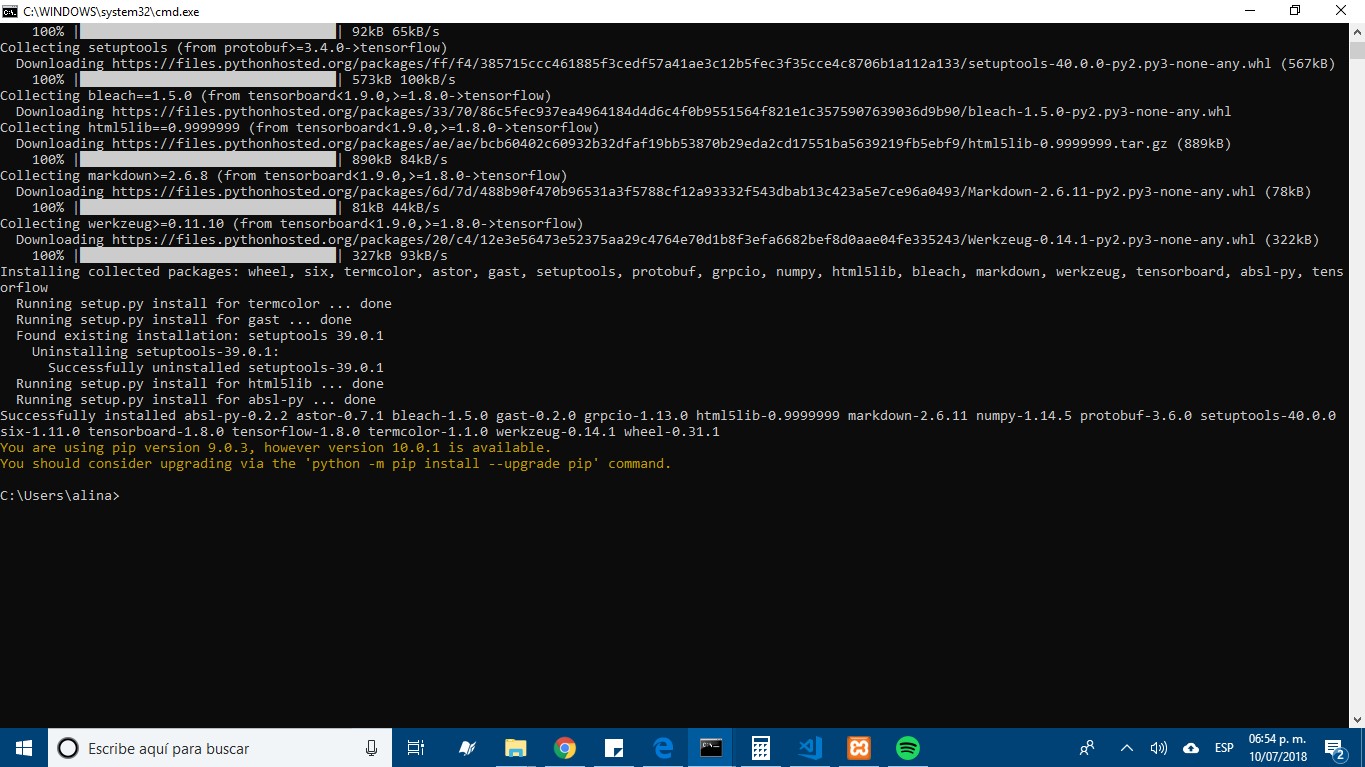 C:\WINDOWS\system32\cmd.exe
100% |████████████████████████████████| 92kB 65kB/s
Collecting setuptools (from protobuf>=3.4.0->tensorflow)
Downloading https://files.pythonhosted.org/packages/ff/f4/385715ccc461885f3cedf57a41ae3c12b5fec3f35cce4c8706b1a112a133/setuptools-40.0.0-py2.py3-none-any.whl (567kB)
100% |████████████████████████████████| 573kB 100kB/s
Collecting bleach==1.5.0 (from tensorboard<1.9.0,>=1.8.0->tensorflow)
Downloading https://files.pythonhosted.org/packages/33/70/86c5fec937ea4964184d4d6c4f0b9551564f821e1c3575907639036d9b90/bleach-1.5.0-py2.py3-none-any.whl
Collecting html5lib==0.9999999 (from tensorboard<1.9.0,>=1.8.0->tensorflow)
Downloading https://files.pythonhosted.org/packages/ae/ae/bcb60402c60932b32dfaf19bb53870b29eda2cd17551ba5639219fb5ebf9/html5lib-0.9999999.tar.gz (889kB)
100% |████████████████████████████████| 890kB 84kB/s
Collecting markdown>=2.6.8 (from tensorboard<1.9.0,>=1.8.0->tensorflow)
Downloading https://files.pythonhosted.org/packages/6d/7d/488b90f470b96531a3f5788cf12a93332f543dbab13c423a5e7ce96a0493/Markdown-2.6.11-py2.py3-none-any.whl (78kB)
100% |████████████████████████████████| 81kB 44kB/s
Collecting werkzeug>=0.11.10 (from tensorboard<1.9.0,>=1.8.0->tensorflow)
Downloading https://files.pythonhosted.org/packages/20/c4/12e3e56473e52375aa29c4764e70d1b8f3efa6682bef8d0aae04fe335243/Werkzeug-0.14.1-py2.py3-none-any.whl (322kB)
100% |████████████████████████████████| 327kB 93kB/s
Installing collected packages: wheel, six, termcolor, astor, gast, setuptools, protobuf, grpcio, numpy, html5lib, bleach, markdown, werkzeug, tensorboard, absl-py, tens
orflow
Running setup.py install for termcolor ... done
Running setup.py install for gast ... done
Found existing installation: setuptools 39.0.1
Uninstalling setuptools-39.0.1:
Successfully uninstalled setuptools-39.0.1
Running setup.py install for html5lib ... done
Running setup.py install for absl-py ... done
Successfully installed absl-py-0.2.2 astor-0.7.1 bleach-1.5.0 gast-0.2.0 grpcio-1.13.0 html5lib-0.9999999 markdown-2.6.11 numpy-1.14.5 protobuf-3.6.0 setuptools-40.0.0
six-1.11.0 tensorboard-1.8.0 tensorflow-1.8.0 termcolor-1.1.0 werkzeug-0.14.1 wheel-0.31.1
You are using pip version 9.0.3, however version 10.0.1 is available.
You should consider upgrading via the 'python -m pip install --upgrade pip' command.
C:\Users\alina>
Escribe aquí para buscar
ESP
06:54 p. m.
10/07/2018
2